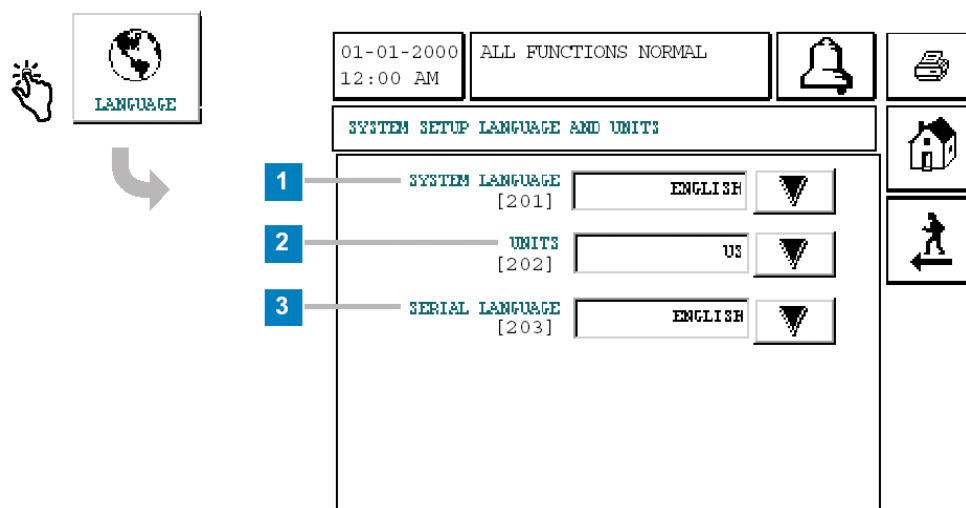 LANGUAGE
01-01-2000
12:00 AM
ALL FUNCTIONS NORMAL
SYSTEM SETUP LANGUAGE AND UNITS
1
SYSTEM LANGUAGE
[201]
ENGLISH
2
UNITS
[202]
US
3
SERIAL LANGUAGE
[203]
ENGLISH